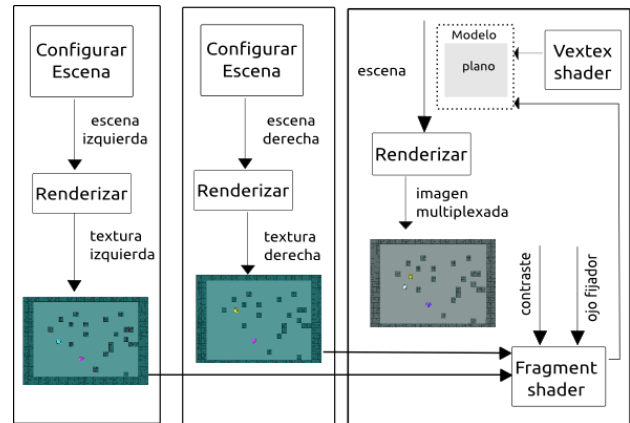 Configurar
Escena
escena
izquierda
Renderizar
textura
izquierda
Configurar
Escena
escena
derecha
Renderizar
textura
derecha
escena
Modelo
plano
Vextex
shader
Renderizar
imagen
multiplexada
contraste
ojo fijador
Fragment
shader